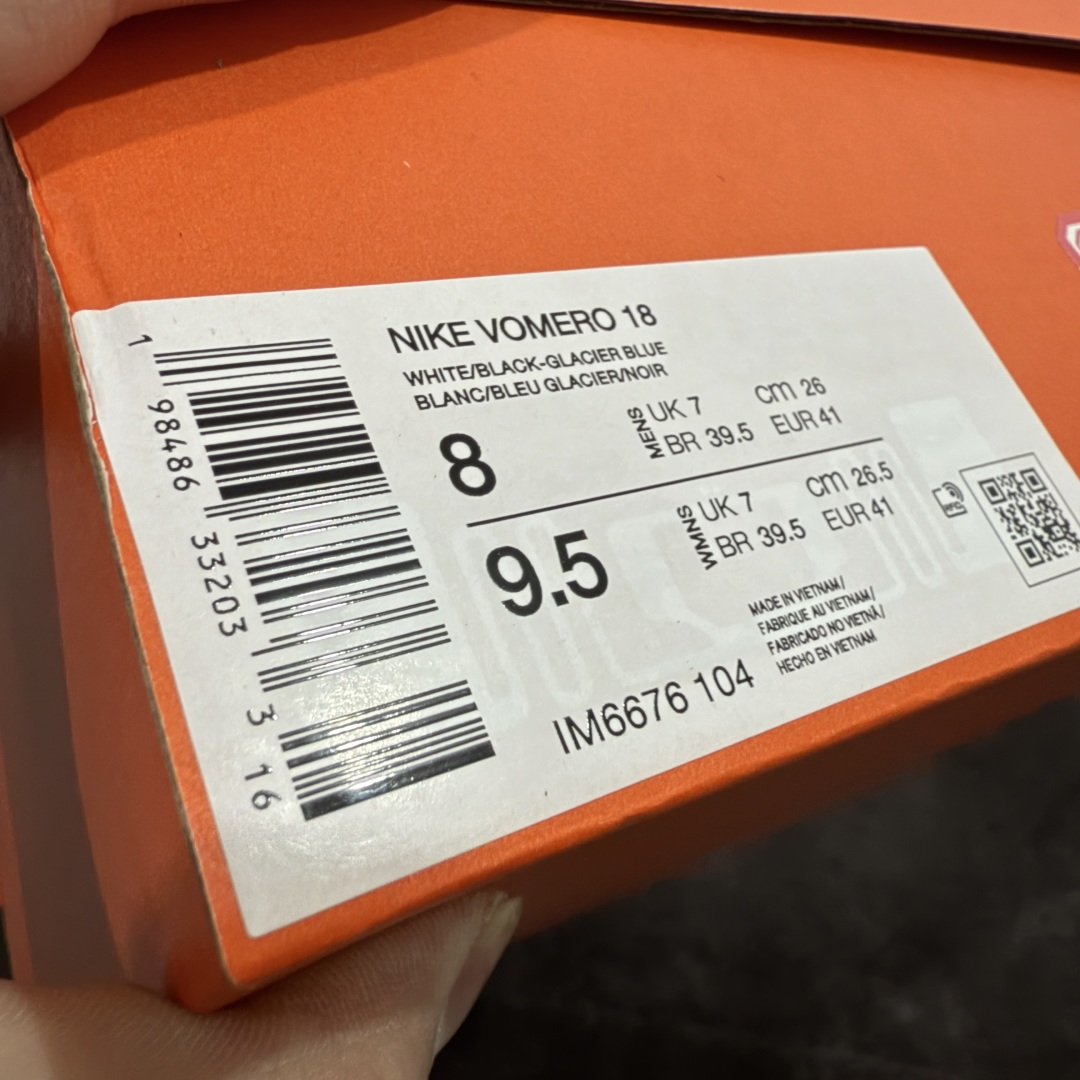 NIKE VOMERO 18
WHITE/BLACK-GLACIER BLUE
BLANC/BLEU GLACIER/NOIR
8
MENS
UK 7 cm 26
BR 39.5 EUR 41
9.5
WMNS
UK 7 cm 26.5
BR 39.5 EUR 41
MADE IN VIETNAM/
FABRIQUE AU VIETNAM/
FABRICADO NO VIETNÃ/
HECHO EN VIETNAM
IM6676 104
1 98486 33203 3 16